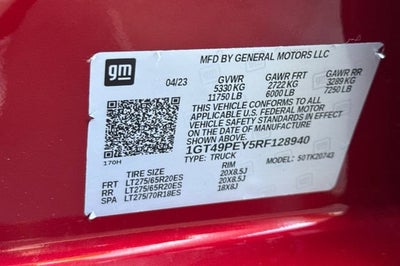 gm
MFD BY GENERAL MOTORS LLC
04/23 GVWR GAWR FRT GAWR RR
5330 KG 2722 KG 3289 KG
11750 LB 6000 LB 7250 LB
THIS VEHICLE CONFORMS TO ALL
APPLICABLE U.S. FEDERAL MOTOR
VEHICLE SAFETY STANDARDS IN
EFFECT ON THE DATE OF MANUFACTURE
SHOWN ABOVE.
1GT49PEY5RF128940
170H TYPE: TRUCK MODEL: 50TK20743
TIRE SIZE RIM
FRT LT275/65R20ES 20X8.5J
RR LT275/65R20ES 20X8.5J
SPA LT275/70R18ES 18X8J